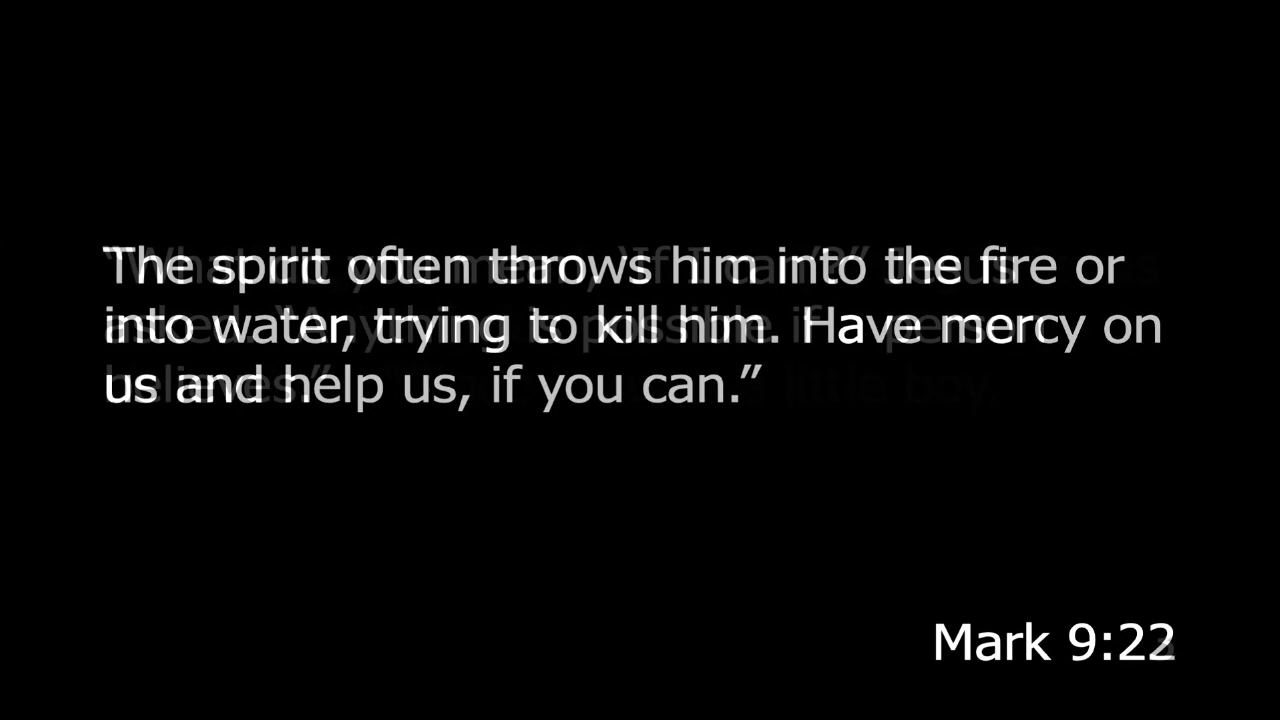 The spirit often throws him into the fire or
into water, trying to kill him. Have mercy on
us and help us, if you can.”
Mark 9:22